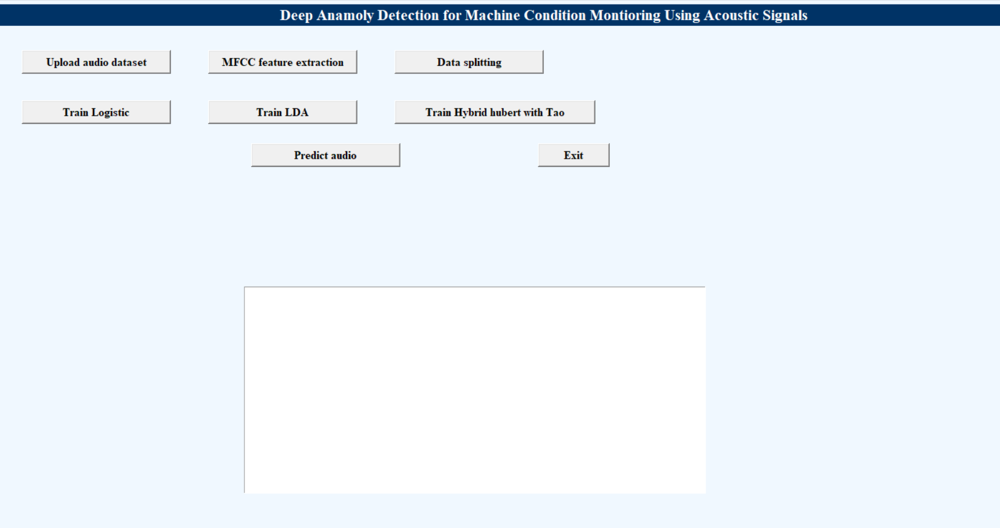 Deep Anamoly Detection for Machine Condition Montioring Using Acoustic Signals
Upload audio dataset
MFCC feature extraction
Data splitting
Train Logistic
Train LDA
Train Hybrid hubert with Tao
Predict audio
Exit